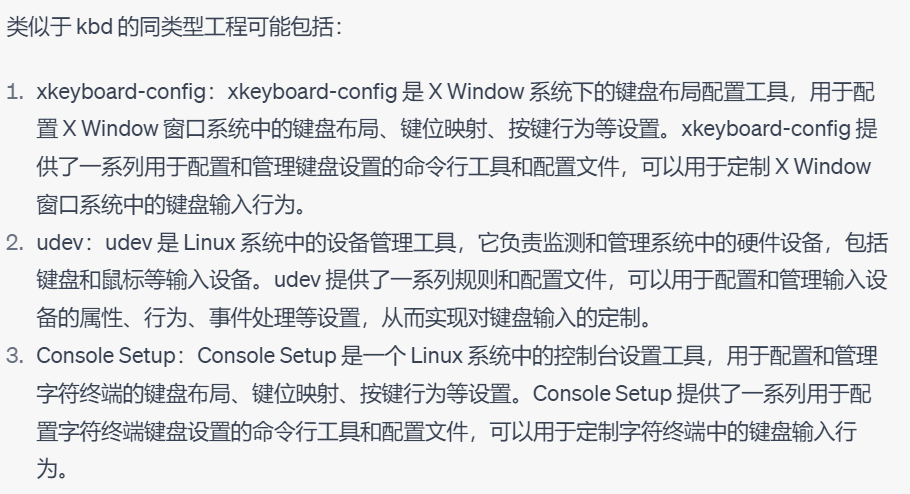 类似于 kbd 的同类型工程可能包括：
1. xkeyboard-config：xkeyboard-config 是 X Window 系统下的键盘布局配置工具，用于配
置 X Window 窗口系统中的键盘布局、键位映射、按键行为等设置。xkeyboard-config 提
供了一系列用于配置和管理键盘设置的命令行工具和配置文件，可以用于定制 X Window
窗口系统中的键盘输入行为。
2. udev：udev 是 Linux 系统中的设备管理工具，它负责监测和管理系统中的硬件设备，包括
键盘和鼠标等输入设备。udev 提供了一系列规则和配置文件，可以用于配置和管理输入设
备的属性、行为、事件处理等设置，从而实现对键盘输入的定制。
3. Console Setup：Console Setup 是一个 Linux 系统中的控制台设置工具，用于配置和管理
字符终端的键盘布局、键位映射、按键行为等设置。Console Setup 提供了一系列用于配
置字符终端键盘设置的命令行工具和配置文件，可以用于定制字符终端中的键盘输入行
为。